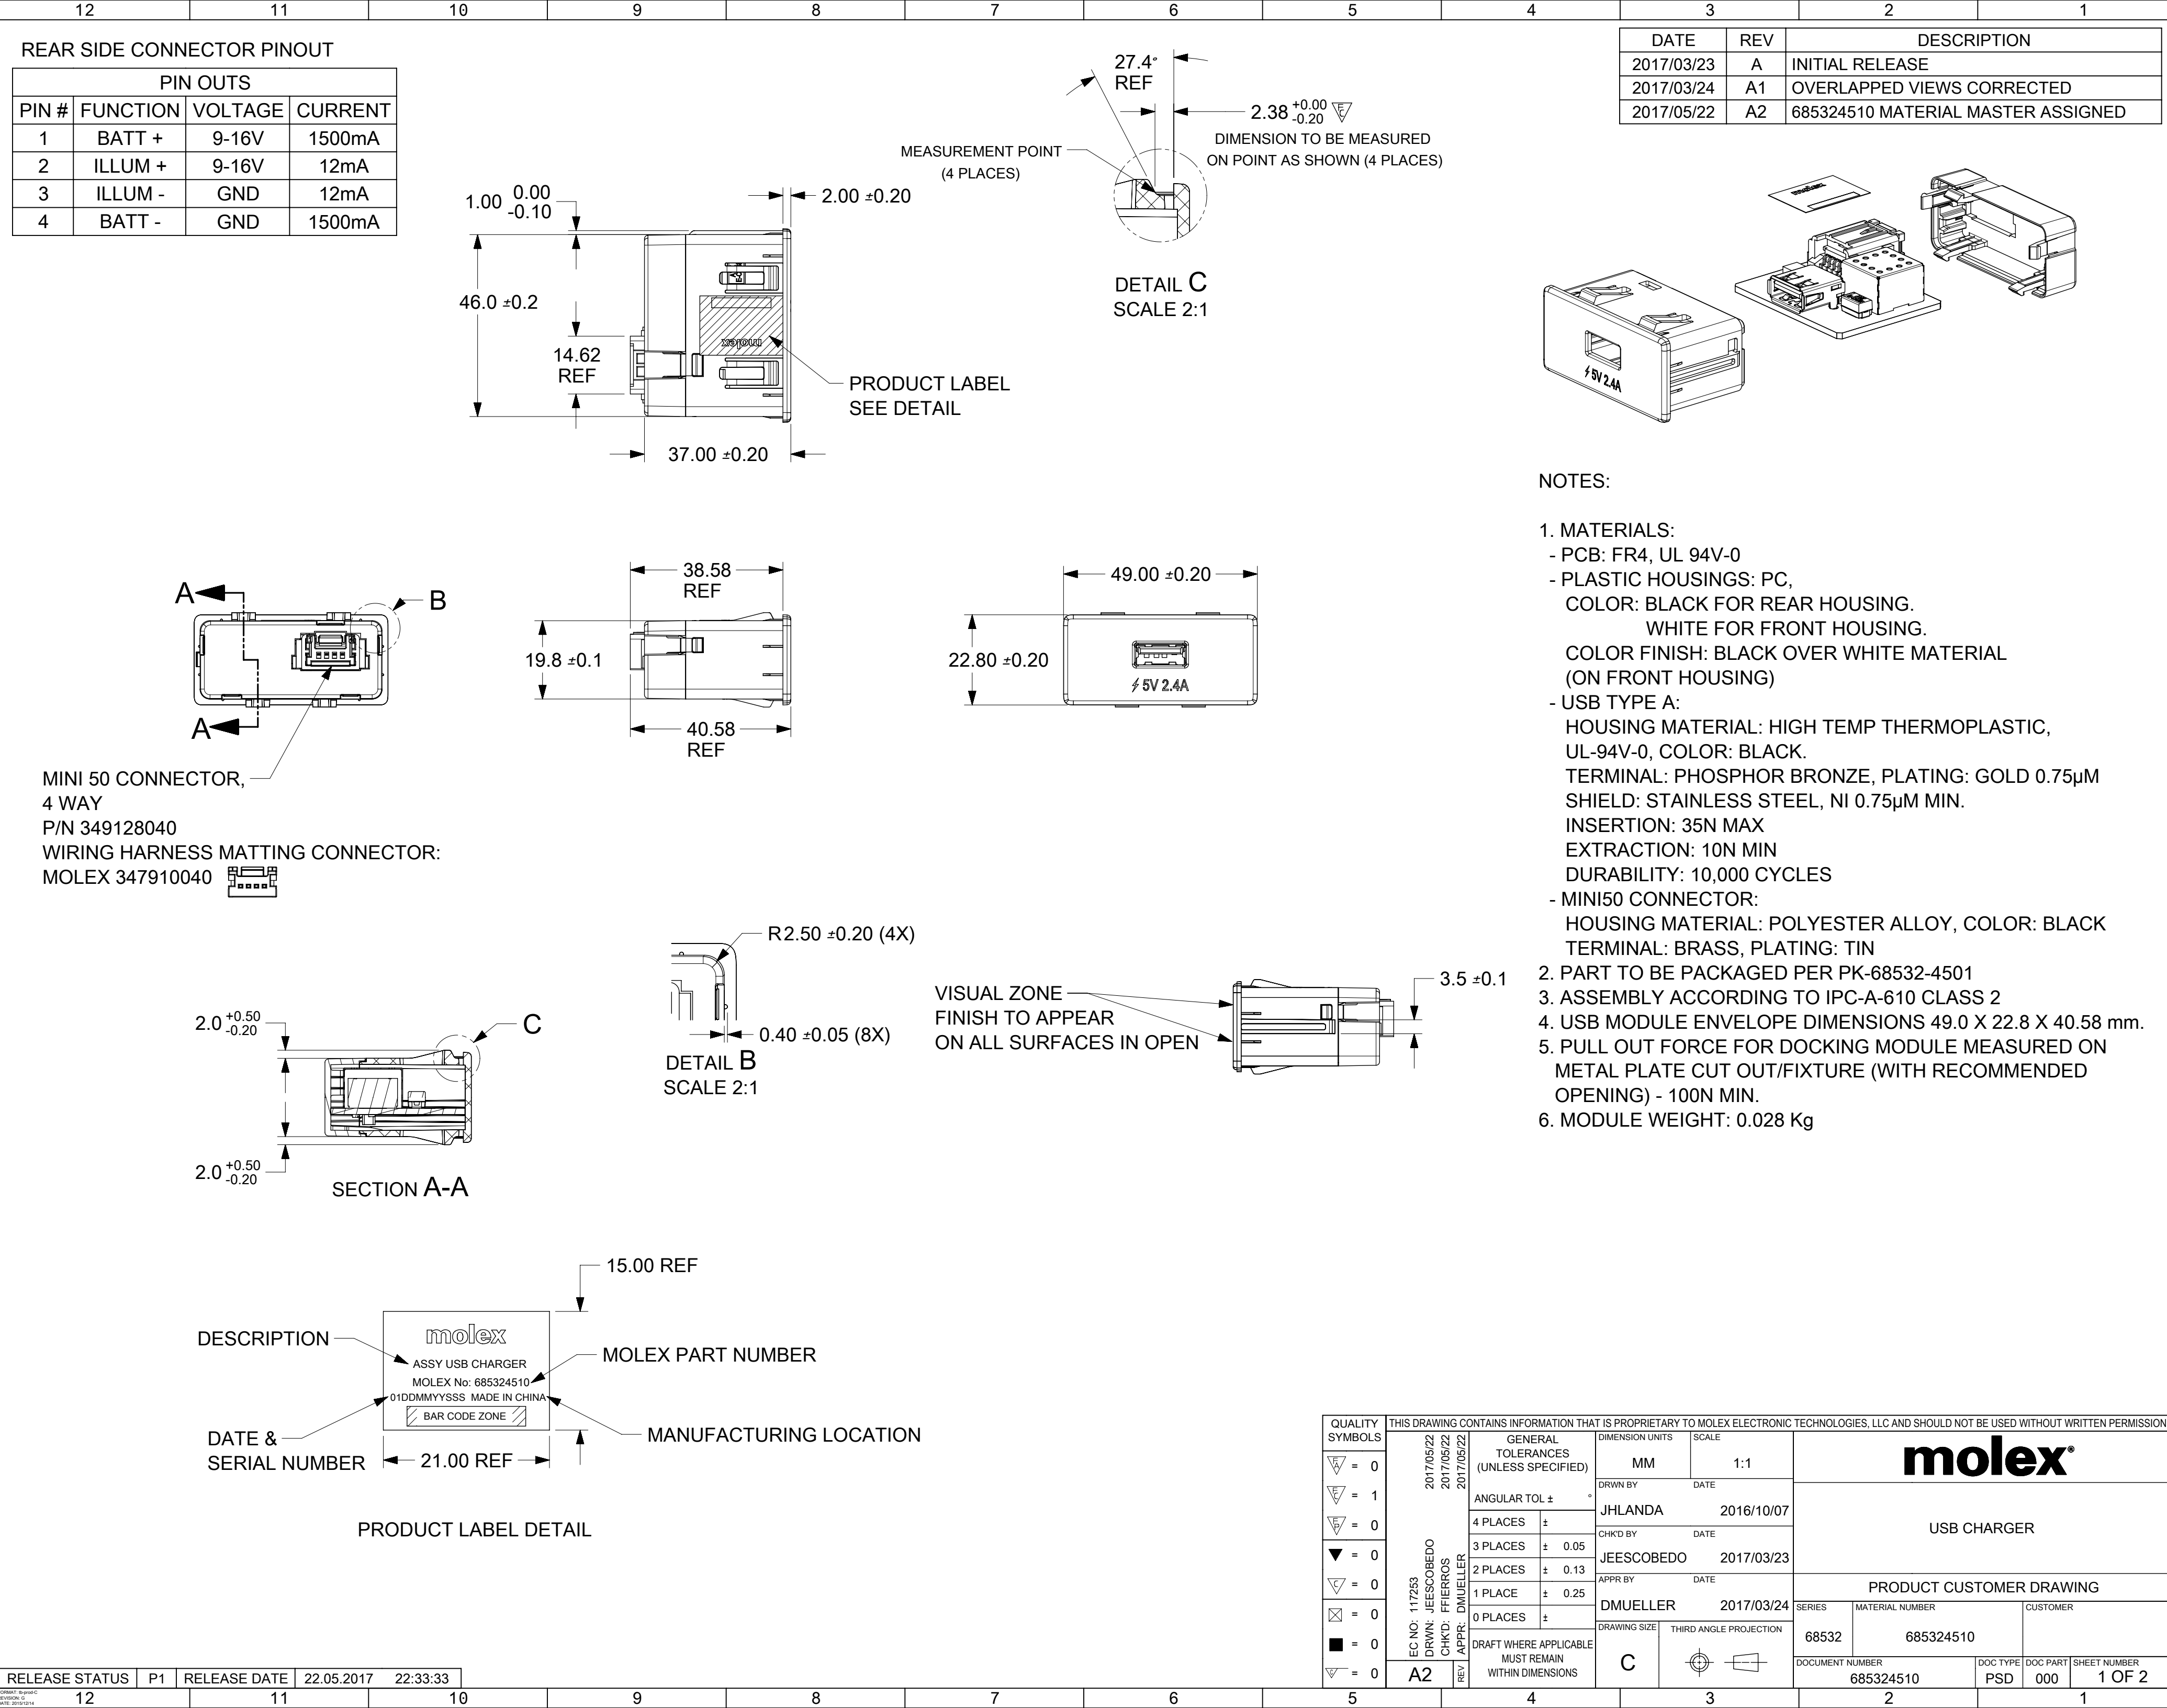 12 11 10 9 8 7 6 5 4 3 2 1
REAR SIDE CONNECTOR PINOUT
PIN OUTS
PIN # FUNCTION VOLTAGE CURRENT
1 BATT + 9-16V 1500mA
2 ILLUM + 9-16V 12mA
3 ILLUM - GND 12mA
4 BATT - GND 1500mA
DATE REV DESCRIPTION
2017/03/23 A INITIAL RELEASE
2017/03/24 A1 OVERLAPPED VIEWS CORRECTED
2017/05/22 A2 685324510 MATERIAL MASTER ASSIGNED
1.00 0.00 -0.10
2.00 ±0.20
46.0 ±0.2
14.62
REF
molex
PRODUCT LABEL
SEE DETAIL
37.00 ±0.20
27.4°
REF
2.38 +0.00 -0.20
F C
DIMENSION TO BE MEASURED
ON POINT AS SHOWN (4 PLACES)
MEASUREMENT POINT
(4 PLACES)
DETAIL C
SCALE 2:1
molex
5V 2.4A
A
B
A
MINI 50 CONNECTOR,
4 WAY
P/N 349128040
WIRING HARNESS MATTING CONNECTOR:
MOLEX 347910040
38.58
REF
19.8 ±0.1
40.58
REF
49.00 ±0.20
22.80 ±0.20
5V 2.4A
NOTES:
1. MATERIALS:
- PCB: FR4, UL 94V-0
- PLASTIC HOUSINGS: PC,
COLOR: BLACK FOR REAR HOUSING.
WHITE FOR FRONT HOUSING.
COLOR FINISH: BLACK OVER WHITE MATERIAL
(ON FRONT HOUSING)
- USB TYPE A:
HOUSING MATERIAL: HIGH TEMP THERMOPLASTIC,
UL-94V-0, COLOR: BLACK.
TERMINAL: PHOSPHOR BRONZE, PLATING: GOLD 0.75µM
SHIELD: STAINLESS STEEL, NI 0.75µM MIN.
INSERTION: 35N MAX
EXTRACTION: 10N MIN
DURABILITY: 10,000 CYCLES
- MINI50 CONNECTOR:
HOUSING MATERIAL: POLYESTER ALLOY, COLOR: BLACK
TERMINAL: BRASS, PLATING: TIN
2. PART TO BE PACKAGED PER PK-68532-4501
3. ASSEMBLY ACCORDING TO IPC-A-610 CLASS 2
4. USB MODULE ENVELOPE DIMENSIONS 49.0 X 22.8 X 40.58 mm.
5. PULL OUT FORCE FOR DOCKING MODULE MEASURED ON
METAL PLATE CUT OUT/FIXTURE (WITH RECOMMENDED
OPENING) - 100N MIN.
6. MODULE WEIGHT: 0.028 Kg
2.0 +0.50 -0.20
C
2.0 +0.50 -0.20
SECTION A-A
R2.50 ±0.20 (4X)
0.40 ±0.05 (8X)
DETAIL B
SCALE 2:1
VISUAL ZONE
FINISH TO APPEAR
ON ALL SURFACES IN OPEN
3.5 ±0.1
15.00 REF
DESCRIPTION
molex
ASSY USB CHARGER
MOLEX No: 685324510
01DDMMYYSSS MADE IN CHINA
BAR CODE ZONE
MOLEX PART NUMBER
DATE &
SERIAL NUMBER
MANUFACTURING LOCATION
21.00 REF
PRODUCT LABEL DETAIL
QUALITY
SYMBOLS
F A = 0
F C = 1
F P = 0
= 0
C = 0
= 0
= 0
= 0
THIS DRAWING CONTAINS INFORMATION THAT IS PROPRIETARY TO MOLEX ELECTRONIC TECHNOLOGIES, LLC AND SHOULD NOT BE USED WITHOUT WRITTEN PERMISSION
EC NO: 117253
DRWN: JEESCOBEDO 2017/05/22
CHK'D: FFIERROS 2017/05/22
APPR: DMUELLER 2017/05/22
A2 REV
GENERAL
TOLERANCES
(UNLESS SPECIFIED)
ANGULAR TOL ± °
4 PLACES ±
3 PLACES ± 0.05
2 PLACES ± 0.13
1 PLACE ± 0.25
0 PLACES ±
DRAFT WHERE APPLICABLE
MUST REMAIN
WITHIN DIMENSIONS
DIMENSION UNITS SCALE
MM 1:1
DRWN BY DATE
JHLANDA 2016/10/07
CHK'D BY DATE
JEESCOBEDO 2017/03/23
APPR BY DATE
DMUELLER 2017/03/24
DRAWING SIZE THIRD ANGLE PROJECTION
C
molex®
USB CHARGER
PRODUCT CUSTOMER DRAWING
SERIES MATERIAL NUMBER CUSTOMER
68532 685324510
DOCUMENT NUMBER DOC TYPE DOC PART SHEET NUMBER
685324510 PSD 000 1 OF 2
RELEASE STATUS P1 RELEASE DATE 22.05.2017 22:33:33
12 11 10 9 8 7 6 5 4 3 2 1